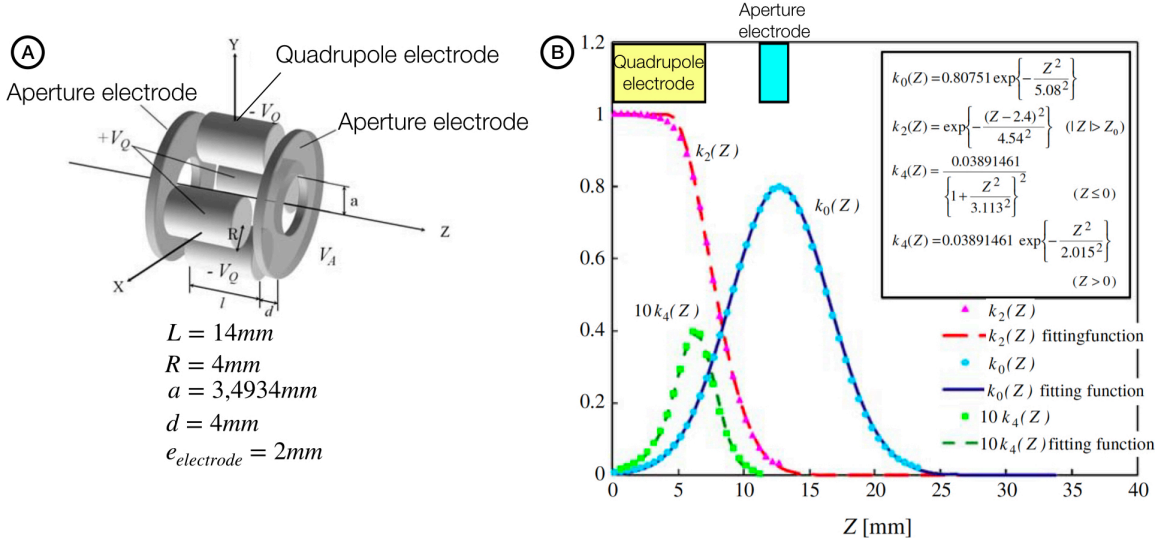 A
Y
Quadrupole electrode
Aperture electrode
- V_Q
Aperture electrode
+V_Q
a
Z
R
V_A
X
- V_Q
l
d
L = 14mm
R = 4mm
a = 3,4934mm
d = 4mm
e_electrode = 2mm
B
Aperture
electrode
Quadrupole
electrode
1.2
1
0.8
0.6
0.4
0.2
0
k_2(Z)
k_0(Z)
10 k_4(Z)
k_0(Z) = 0.80751 exp{-Z^2/5.08^2}
k_2(Z) = exp{-(Z-2.4)^2/4.54^2} (|Z|>Z_0)
k_4(Z) = 0.03891461/{1+Z^2/3.113^2}^2 (Z≤0)
k_4(Z) = 0.03891461 exp{-Z^2/2.015^2}
(Z>0)
k_2(Z)
k_2(Z) fittingfunction
k_0(Z)
k_0(Z) fitting function
10 k_4(Z)
10k_4(Z) fitting function
0 5 10 15 20 25 30 35 40
Z [mm]